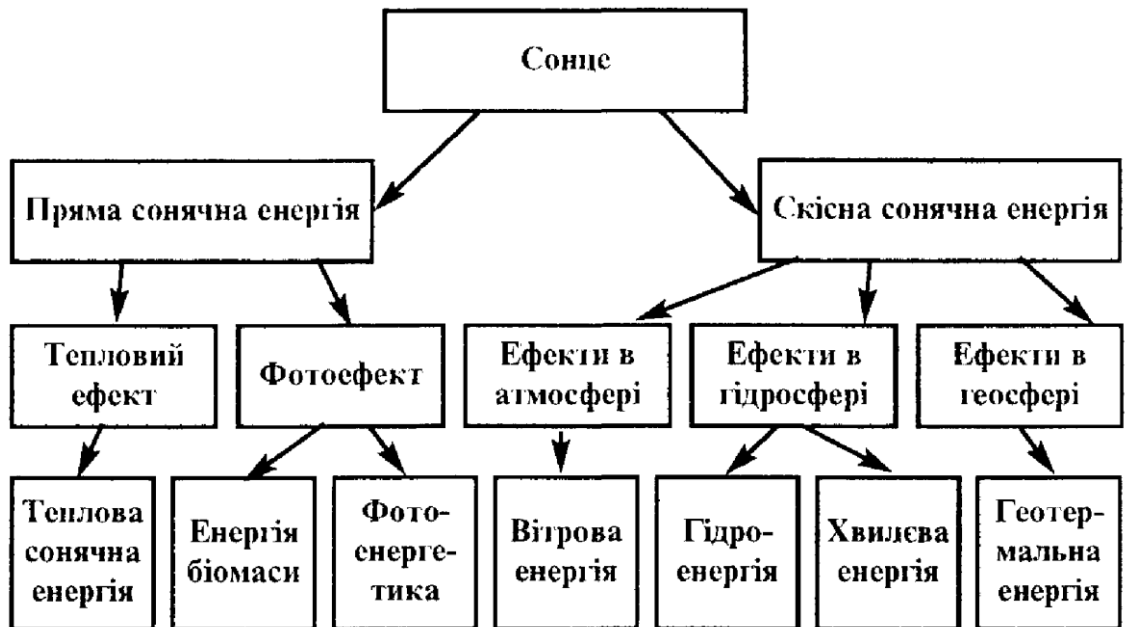 Сонце
Пряма сонячна енергія
Скісна сонячна енергія
Тепловий
ефект
Фотоефект
Ефекти в
атмосфері
Ефекти в
гідросфері
Ефекти в
геосфері
Теплова
сонячна
енергія
Енергія
біомаси
Фото-
енерге-
тика
Вітрова
енергія
Гідро-
енергія
Хвилєва
енергія
Геотер-
мальна
енергія